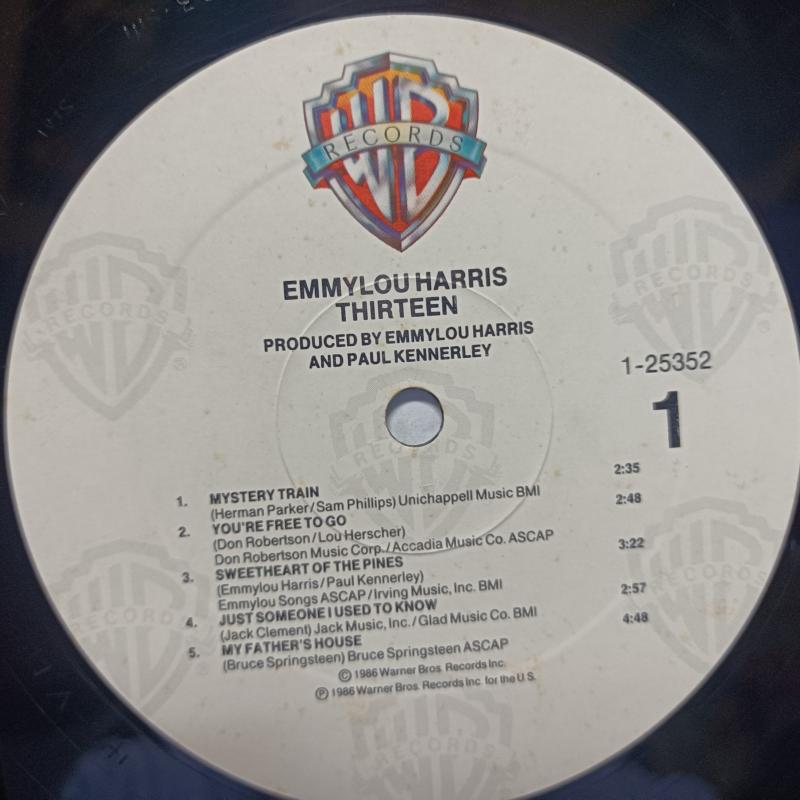 WB
RECORDS
EMMYLOU HARRIS
THIRTEEN
PRODUCED BY EMMYLOU HARRIS
AND PAUL KENNERLEY
1-25352
1
1. MYSTERY TRAIN 2:35
(Herman Parker/Sam Phillips) Unichappell Music BMI
2. YOU'RE FREE TO GO 2:48
(Don Robertson/Lou Herscher)
Don Robertson Music Corp./Accadia Music Co. ASCAP
3. SWEETHEART OF THE PINES 3:22
(Emmylou Harris/Paul Kennerley)
Emmylou Songs ASCAP/Irving Music, Inc. BMI
4. JUST SOMEONE I USED TO KNOW 2:57
(Jack Clement) Jack Music, Inc./Glad Music Co. BMI
5. MY FATHER'S HOUSE 4:48
(Bruce Springsteen) Bruce Springsteen ASCAP
© 1986 Warner Bros. Records Inc.
℗ 1986 Warner Bros. Records Inc. for the U.S.